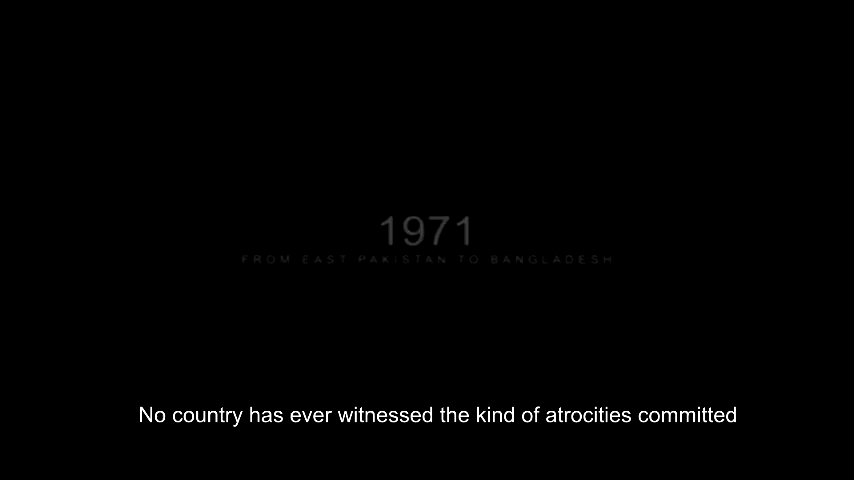 1971
FROM EAST PAKISTAN TO BANGLADESH
No country has ever witnessed the kind of atrocities committed